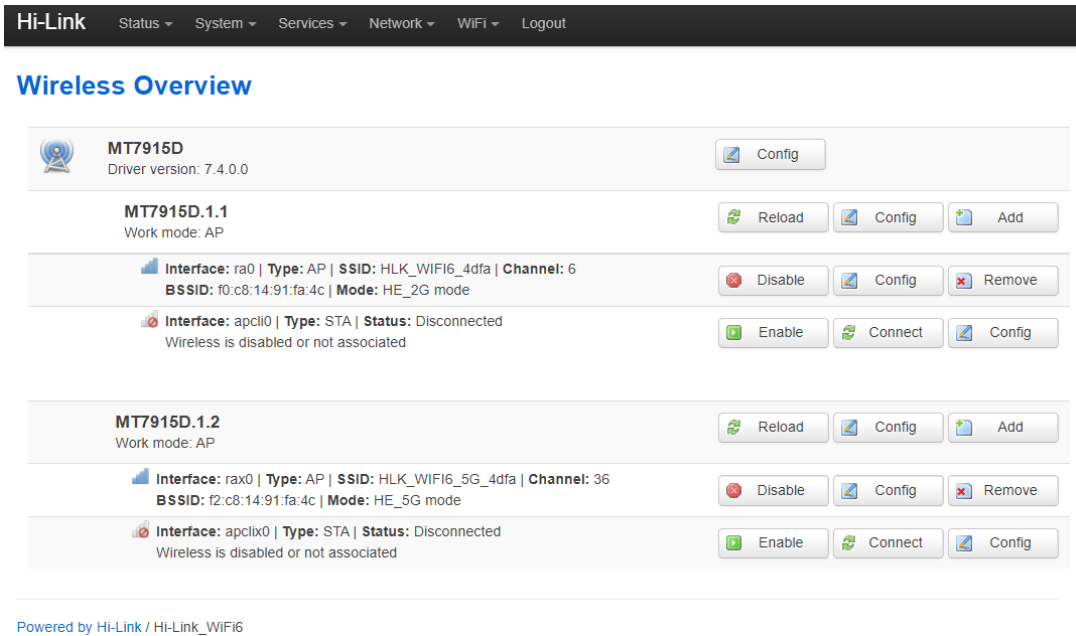 Hi-Link Status System Services Network WiFi Logout
Wireless Overview
MT7915D
Driver version: 7.4.0.0
Config
MT7915D.1.1
Work mode: AP
Reload Config Add
Interface: ra0 | Type: AP | SSID: HLK_WIFI6_4dfa | Channel: 6
BSSID: f0:c8:14:91:fa:4c | Mode: HE_2G mode
Disable Config Remove
Interface: apcli0 | Type: STA | Status: Disconnected
Wireless is disabled or not associated
Enable Connect Config
MT7915D.1.2
Work mode: AP
Reload Config Add
Interface: rax0 | Type: AP | SSID: HLK_WIFI6_5G_4dfa | Channel: 36
BSSID: f2:c8:14:91:fa:4c | Mode: HE_5G mode
Disable Config Remove
Interface: apclix0 | Type: STA | Status: Disconnected
Wireless is disabled or not associated
Enable Connect Config
Powered by Hi-Link / Hi-Link_WiFi6